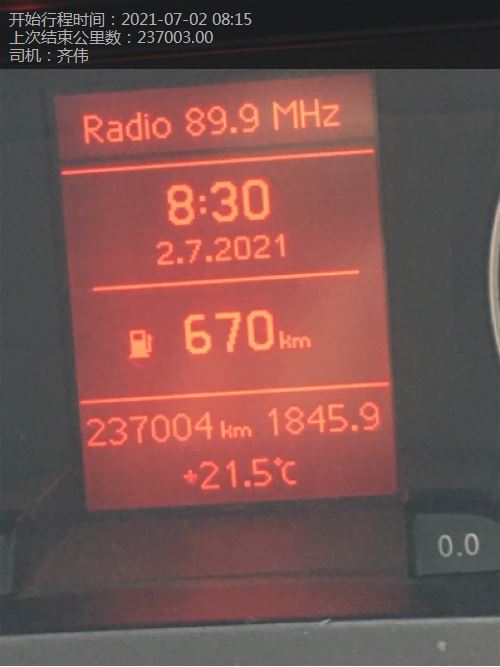 开始行程时间：2021-07-02 08:15
上次结束公里数：237003.00
司机：齐伟
Radio 89.9 MHz
8:30
2.7.2021
670 km
237004 km 1845.9
+21.5°C
0.0